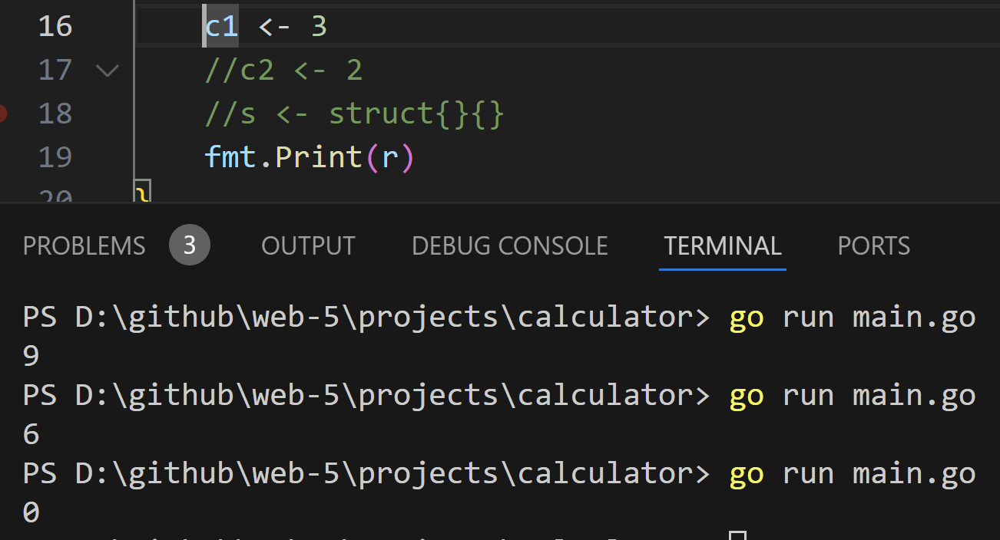 16 c1 <- 3
17 //c2 <- 2
18 //s <- struct{}{}
19 fmt.Print(r)
20 }
PROBLEMS 3 OUTPUT DEBUG CONSOLE TERMINAL PORTS
PS D:\github\web-5\projects\calculator> go run main.go
9
PS D:\github\web-5\projects\calculator> go run main.go
6
PS D:\github\web-5\projects\calculator> go run main.go
0